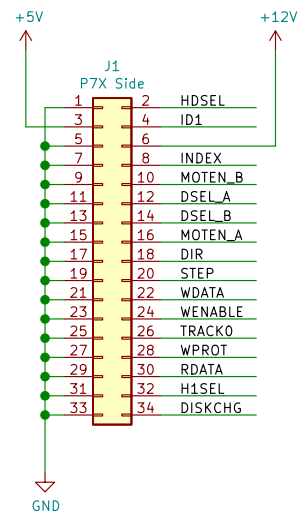 +5V +12V
J1
P7X Side
1 2 HDSEL
3 4 ID1
5 6
7 8 INDEX
9 10 MOTEN_B
11 12 DSEL_A
13 14 DSEL_B
15 16 MOTEN_A
17 18 DIR
19 20 STEP
21 22 WDATA
23 24 WENABLE
25 26 TRACK0
27 28 WPROT
29 30 RDATA
31 32 H1SEL
33 34 DISKCHG
GND